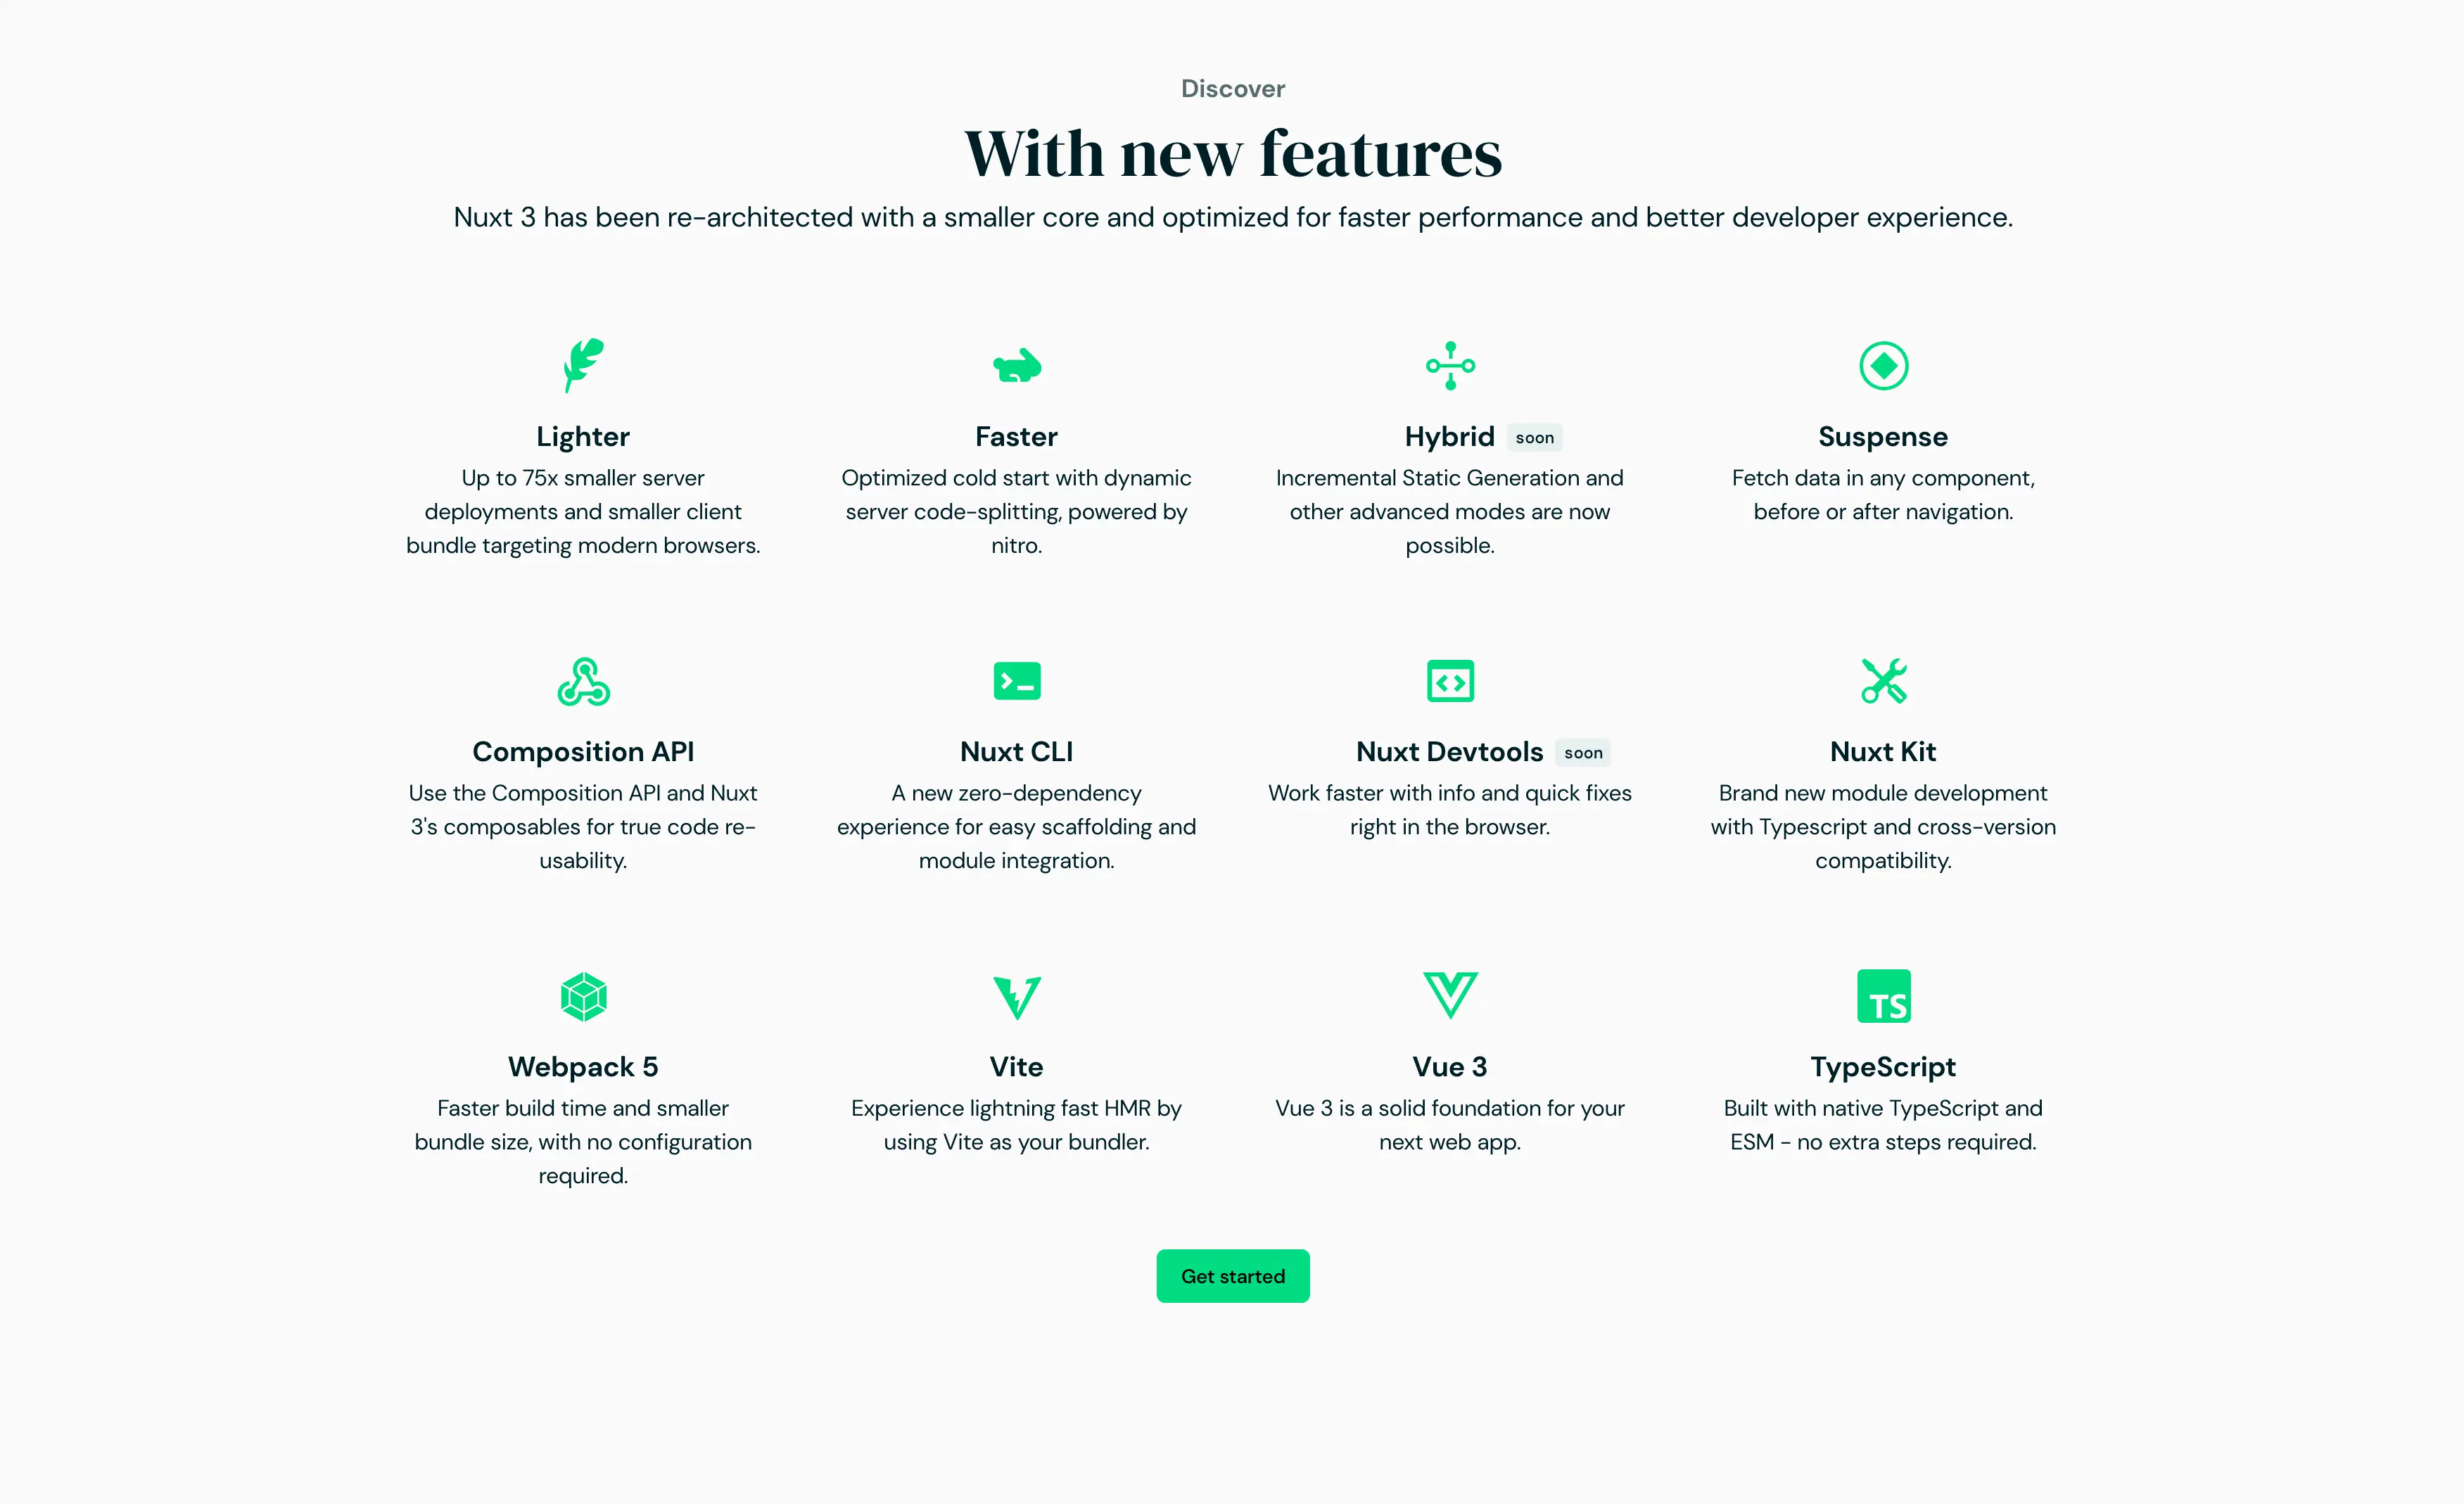 Discover
With new features
Nuxt 3 has been re-architected with a smaller core and optimized for faster performance and better developer experience.
Lighter
Up to 75x smaller server
deployments and smaller client
bundle targeting modern browsers.
Faster
Optimized cold start with dynamic
server code-splitting, powered by
nitro.
Hybrid soon
Incremental Static Generation and
other advanced modes are now
possible.
Suspense
Fetch data in any component,
before or after navigation.
Composition API
Use the Composition API and Nuxt
3's composables for true code re-
usability.
Nuxt CLI
A new zero-dependency
experience for easy scaffolding and
module integration.
Nuxt Devtools soon
Work faster with info and quick fixes
right in the browser.
Nuxt Kit
Brand new module development
with Typescript and cross-version
compatibility.
Webpack 5
Faster build time and smaller
bundle size, with no configuration
required.
Vite
Experience lightning fast HMR by
using Vite as your bundler.
Vue 3
Vue 3 is a solid foundation for your
next web app.
TS
TypeScript
Built with native TypeScript and
ESM - no extra steps required.
Get started